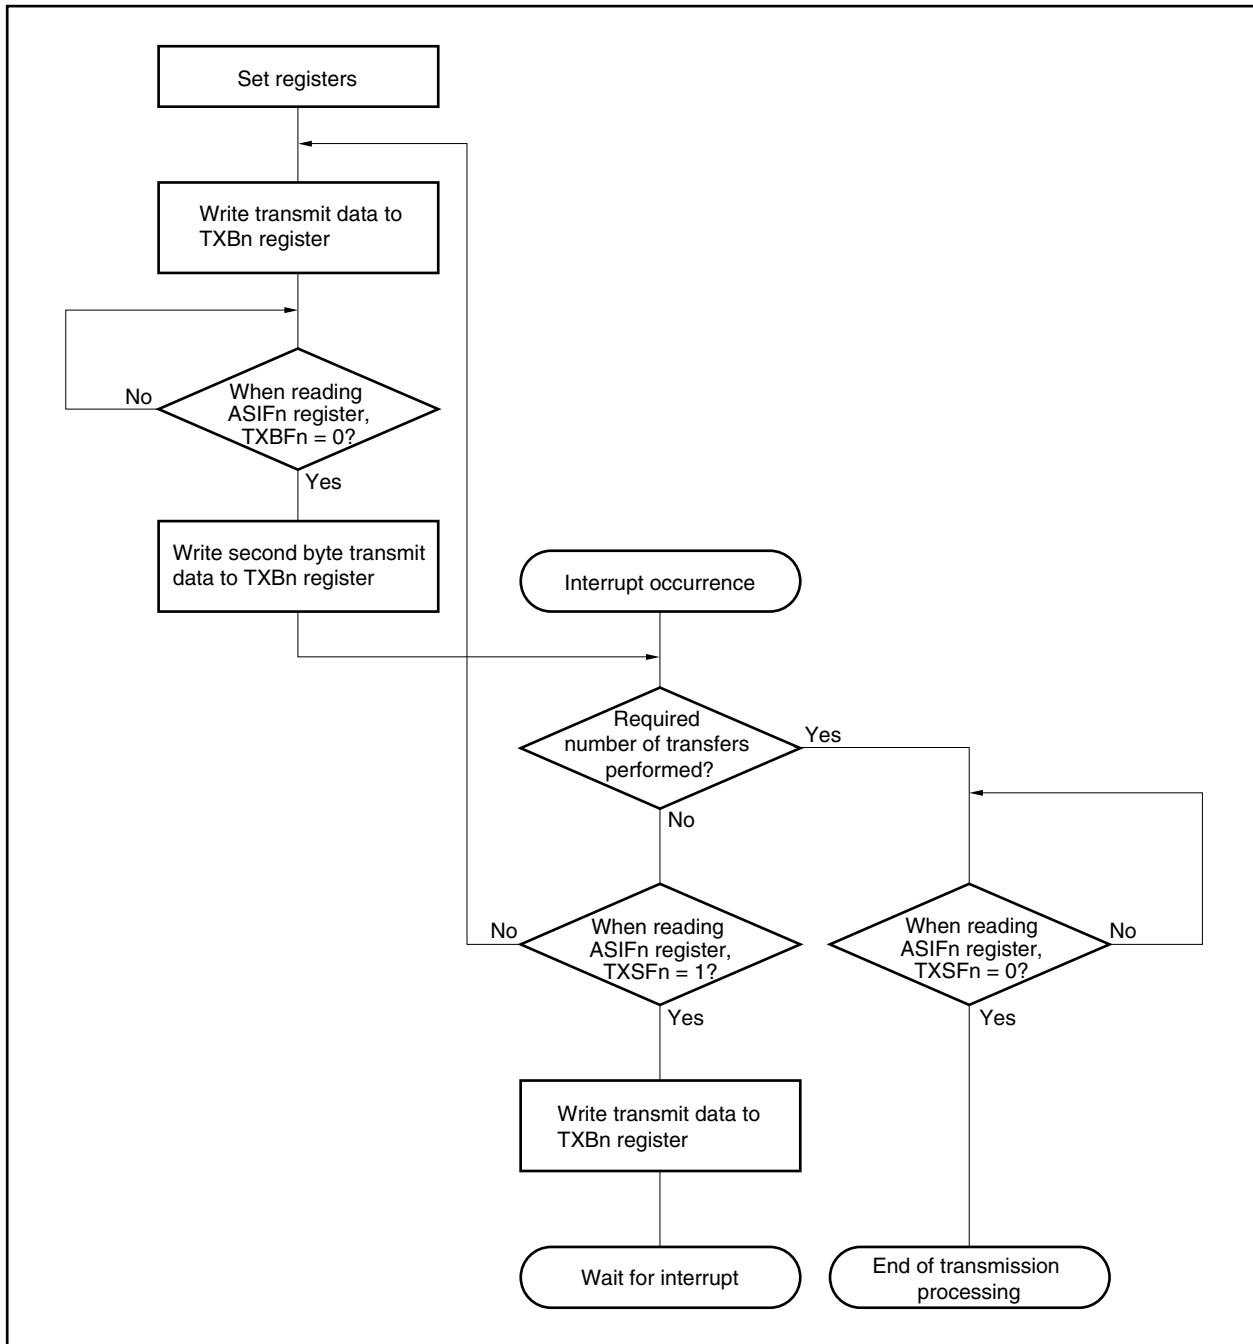 Set registers
Write transmit data to
TXBn register
No
When reading
ASIFn register,
TXBFn = 0?
Yes
Write second byte transmit
data to TXBn register
Interrupt occurrence
Required
number of transfers
performed?
Yes
No
No
When reading
ASIFn register,
TXSFn = 1?
Yes
When reading
ASIFn register,
TXSFn = 0?
No
Yes
Write transmit data to
TXBn register
Wait for interrupt
End of transmission
processing